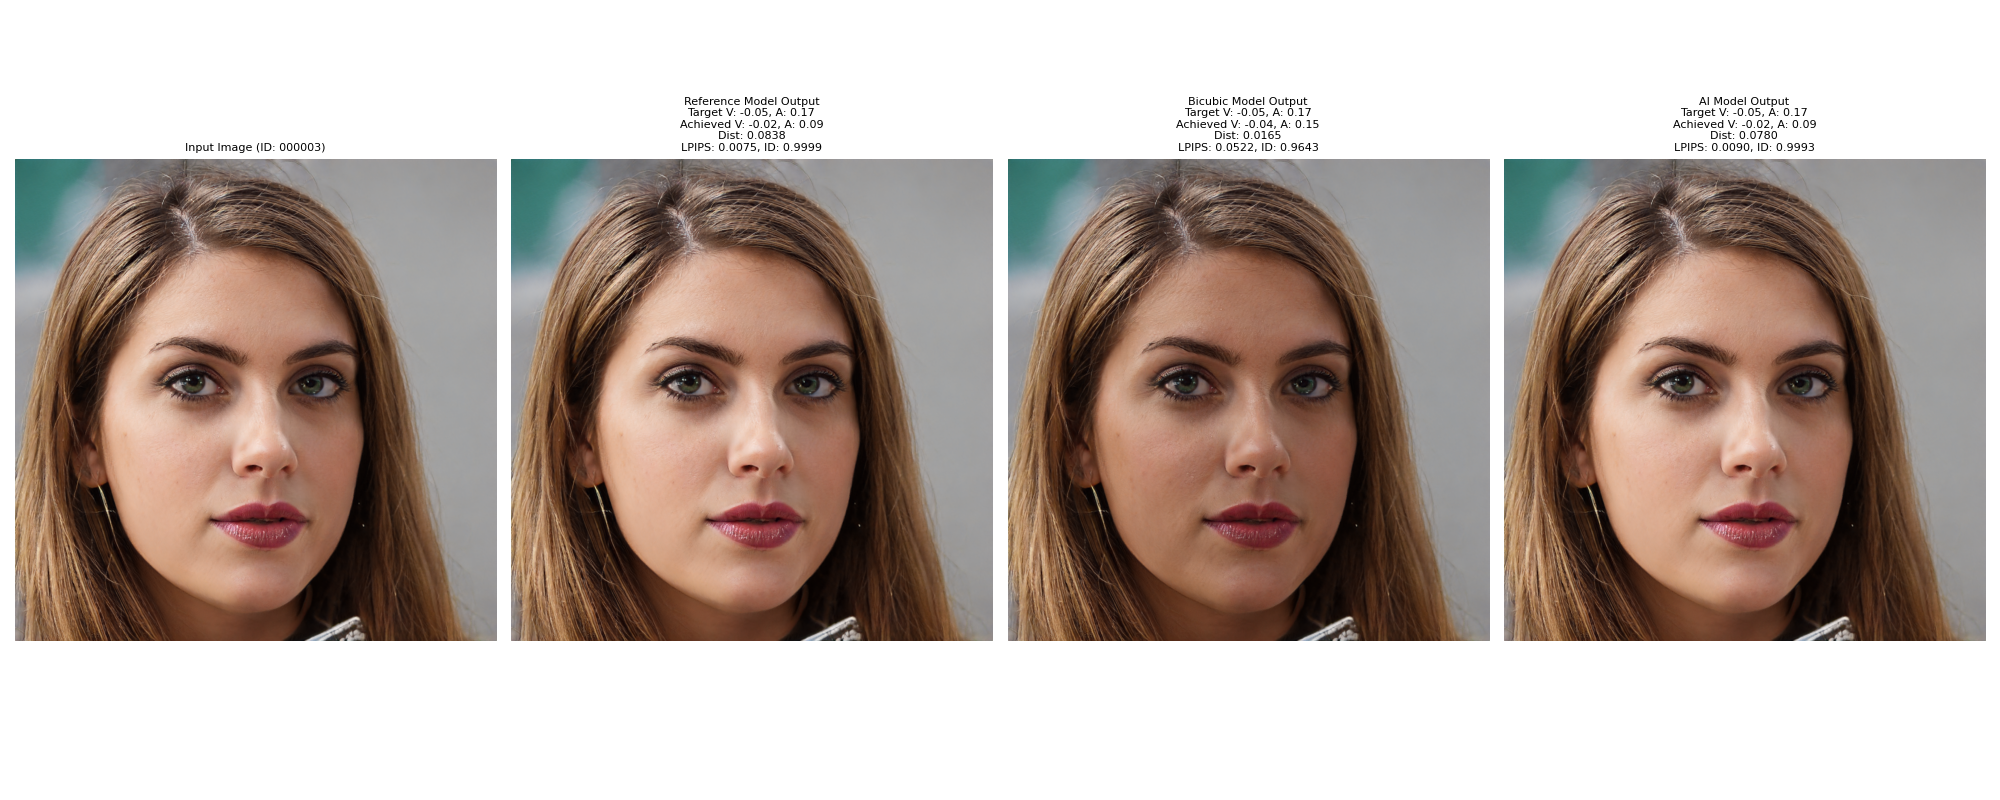 Input Image (ID: 000003)
Reference Model Output
Target V: -0.05, A: 0.17
Achieved V: -0.02, A: 0.09
Dist: 0.0838
LPIPS: 0.0075, ID: 0.9999
Bicubic Model Output
Target V: -0.05, A: 0.17
Achieved V: -0.04, A: 0.15
Dist: 0.0165
LPIPS: 0.0522, ID: 0.9643
AI Model Output
Target V: -0.05, A: 0.17
Achieved V: -0.02, A: 0.09
Dist: 0.0780
LPIPS: 0.0090, ID: 0.9993